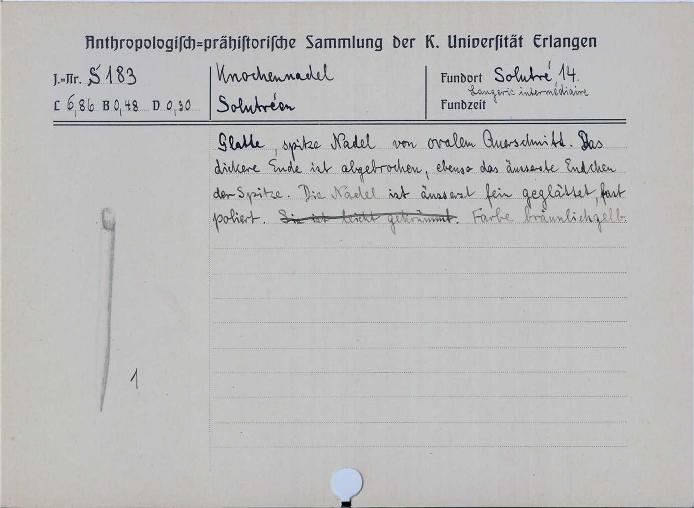 Anthropologisch=prähistorische Sammlung der K. Universität Erlangen
J.=Nr. S 183
Knochennadel
Fundort Solutré, 14.
Laugerie intermédiaire
L 6,86 B 0,48 D 0,30
Solutréen
Fundzeit
Glatte, spitze Nadel von ovalem Querschnitt. Das
dickere Ende ist abgebrochen, ebenso das äusserste Endchen
der Spitze. Die Nadel ist äusserst fein geglättet, fast
poliert. Sie ist leicht gekrümmt. Farbe bräunlichgelb.
1